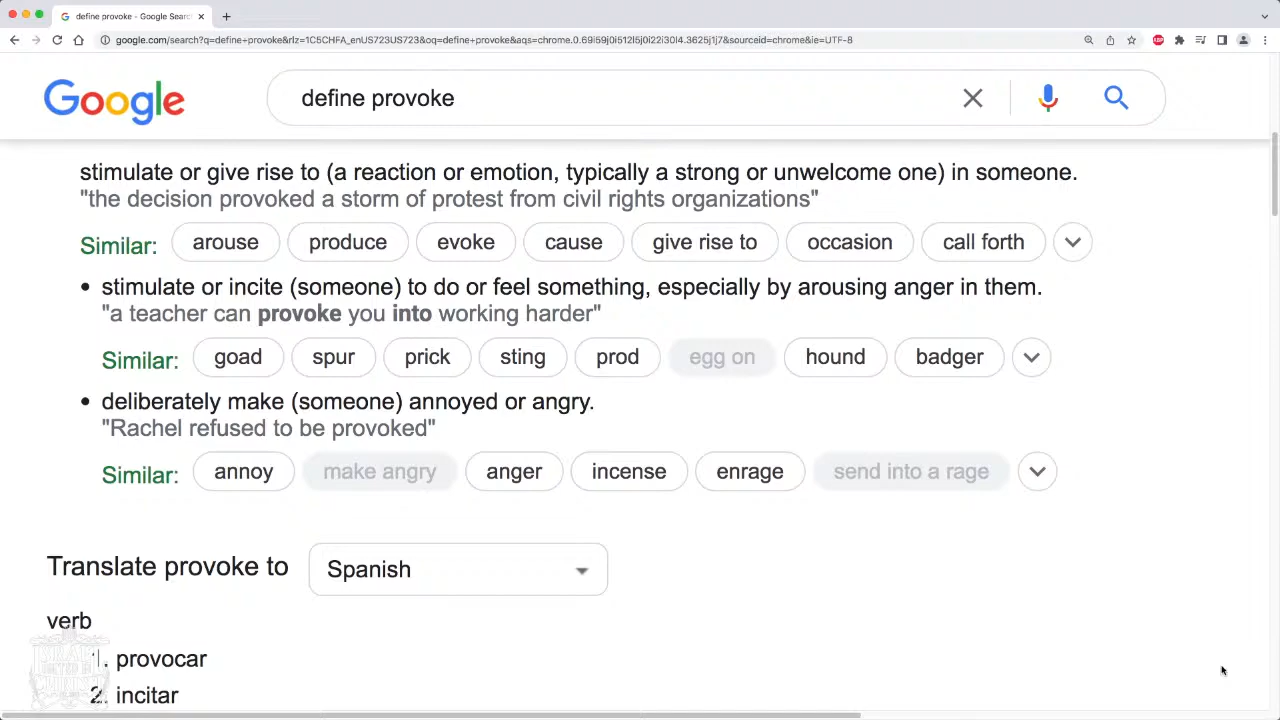 define provoke - Google Searc
google.com/search?q=define+provoke&rlz=1C5CHFA_enUS723US723&oq=define+provoke&aqs=chrome.0.69i59j0i512l5j0i22i30l4.3625j1j7&sourceid=chrome&ie=UTF-8
Google
define provoke
stimulate or give rise to (a reaction or emotion, typically a strong or unwelcome one) in someone.
"the decision provoked a storm of protest from civil rights organizations"
Similar: arouse produce evoke cause give rise to occasion call forth
• stimulate or incite (someone) to do or feel something, especially by arousing anger in them.
"a teacher can provoke you into working harder"
Similar: goad spur prick sting prod egg on hound badger
• deliberately make (someone) annoyed or angry.
"Rachel refused to be provoked"
Similar: annoy make angry anger incense enrage send into a rage
Translate provoke to Spanish
verb
1. provocar
2. incitar